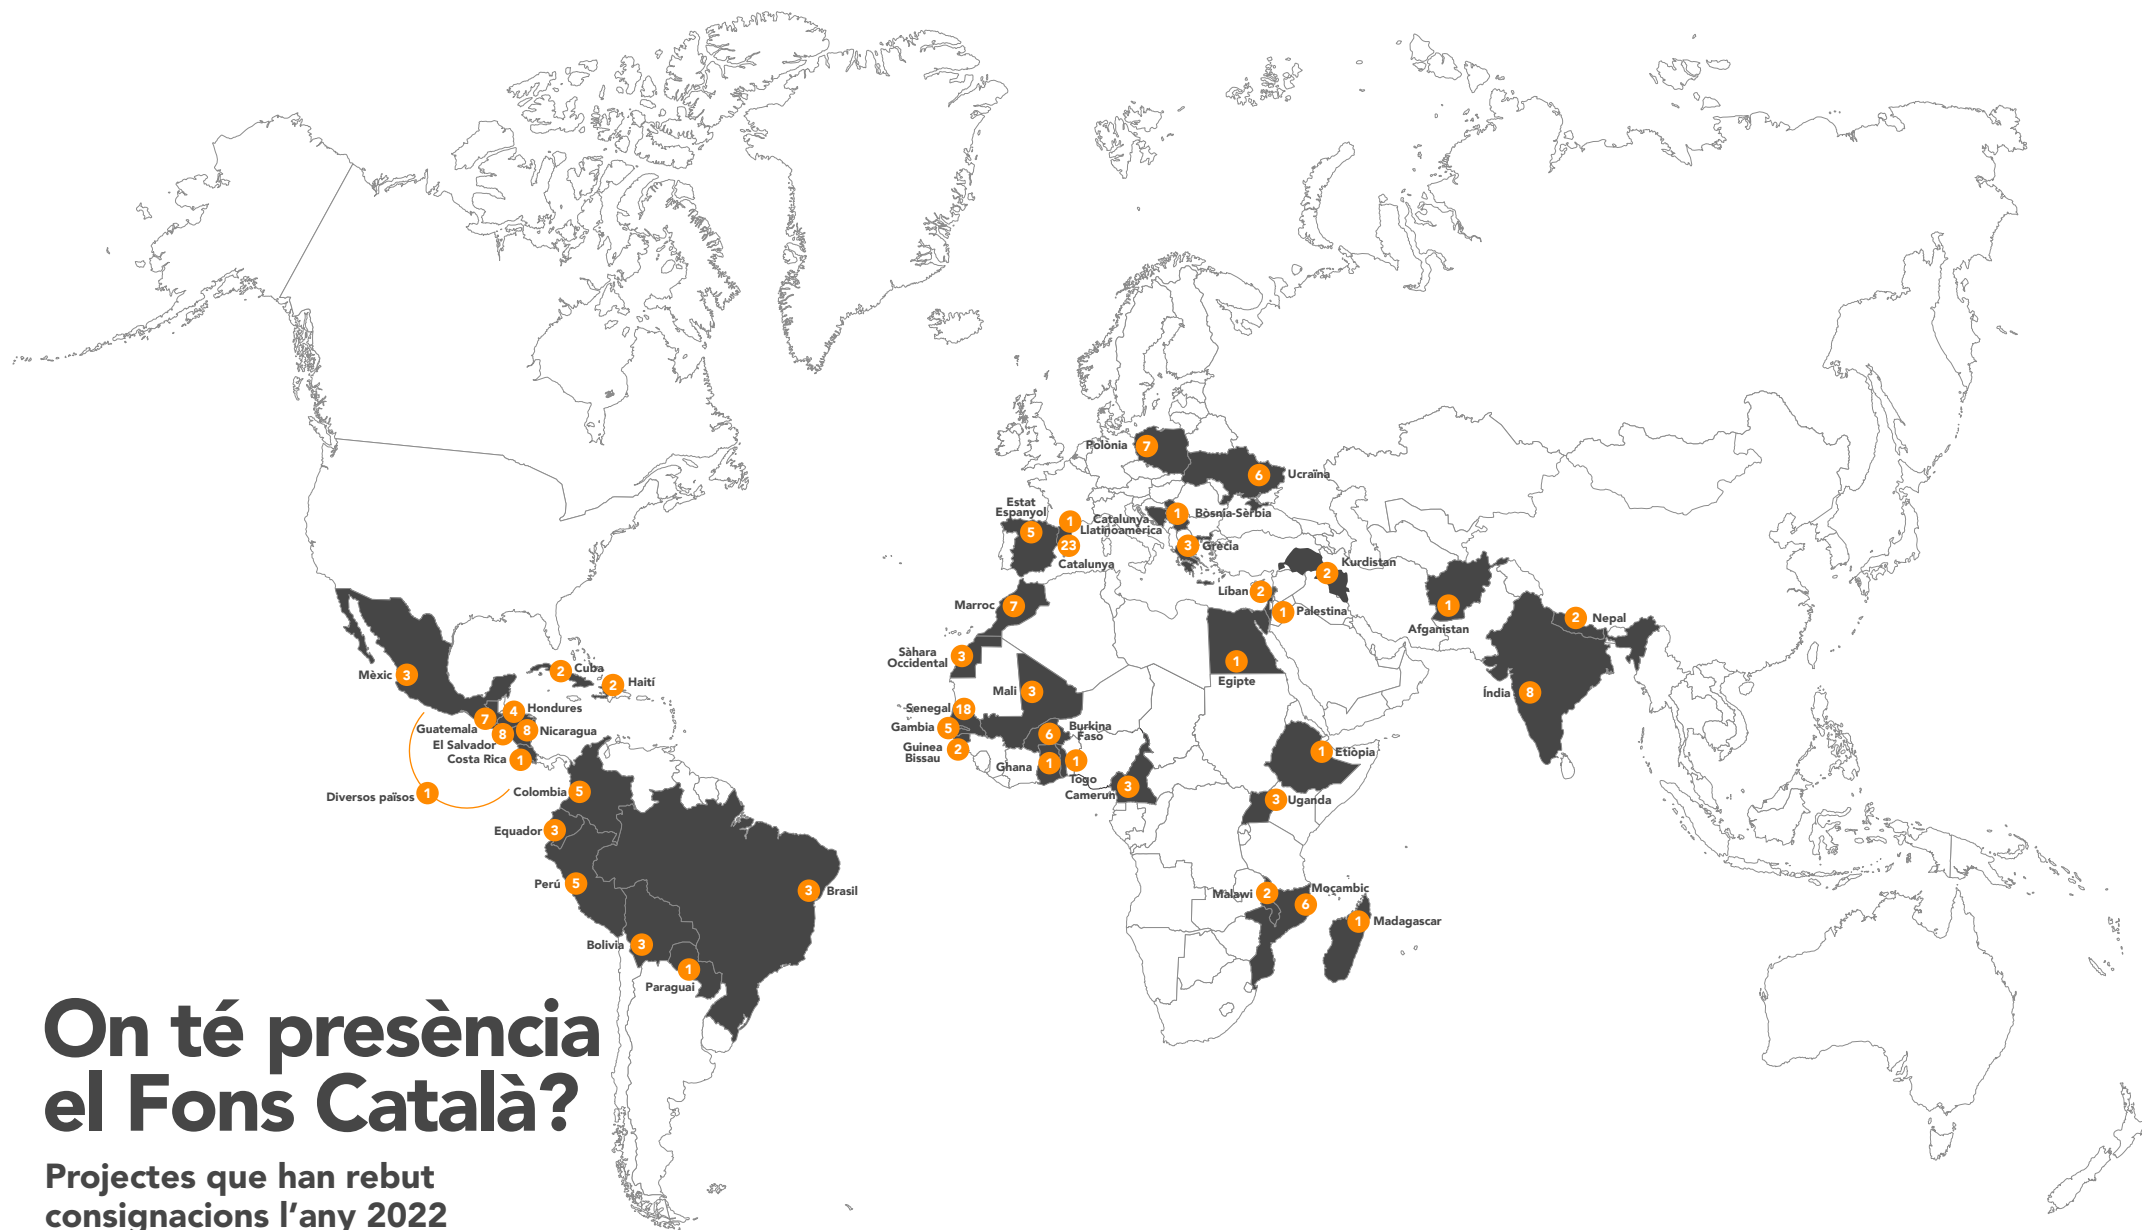 Polònia
7
6
Ucraïna
Estat
Espanyol
5
1
Catalunya
Llatinoamèrica
23
Catalunya
1
Bòsnia-Sèrbia
3
Grècia
Kurdistan
2
Líban
2
1
Palestina
Marroc
7
1
Afganistan
2
Nepal
Índia
8
Sàhara
Occidental
3
1
Egipte
Mali
3
Senegal
18
Gambia
5
Guinea
Bissau
2
6
Burkina
Faso
Ghana
1
1
Togo
Camerun
3
1
Etiòpia
3
Uganda
Malawi
2
Moçambic
6
1
Madagascar
Mèxic
3
2
Cuba
2
Haití
4
Hondures
7
Guatemala
8
Nicaragua
8
El Salvador
Costa Rica
1
Diversos països
1
Colombia
5
Equador
3
Perú
5
3
Brasil
Bolivia
3
1
Paraguai
On té presència
el Fons Català?
Projectes que han rebut
consignacions l’any 2022